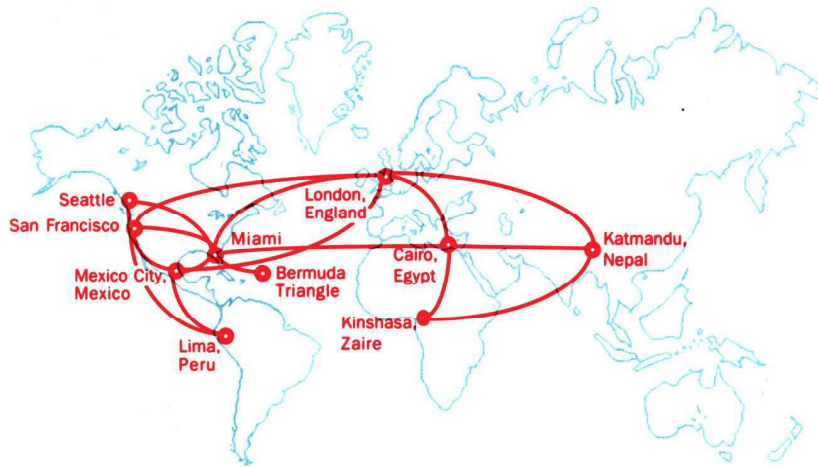 Seattle
San Francisco
Mexico City,
Mexico
Miami
Bermuda
Triangle
Lima,
Peru
London,
England
Cairo,
Egypt
Kinshasa,
Zaire
Katmandu,
Nepal